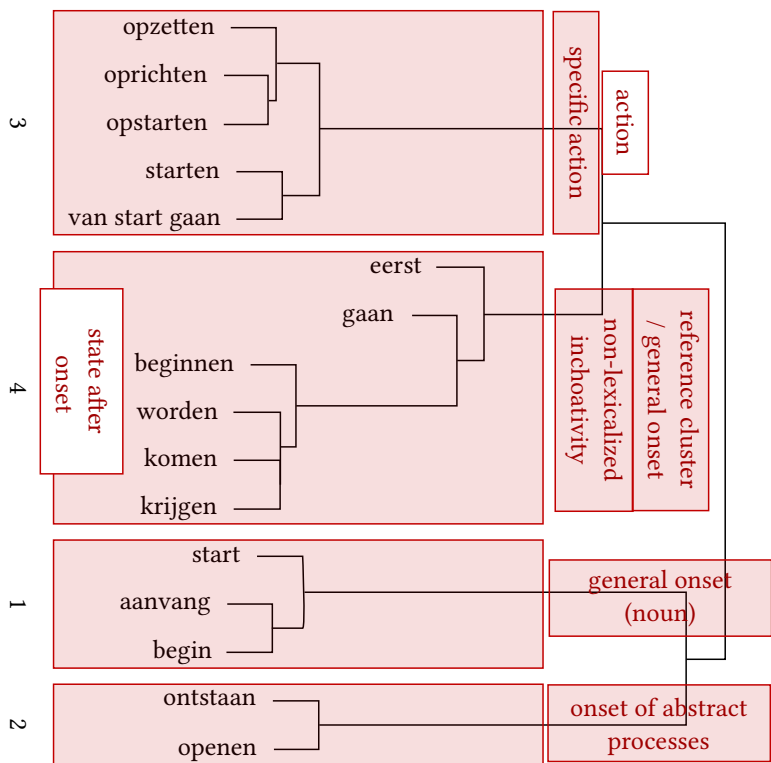 opzetten
oprichten
opstarten
starten
van start gaan
3
specific action
action
eerst
gaan
beginnen
worden
komen
krijgen
4
state after
onset
reference cluster
/ general onset
non-lexicalized
inchoativity
start
aanvang
begin
1
general onset
(noun)
ontstaan
openen
2
onset of abstract
processes